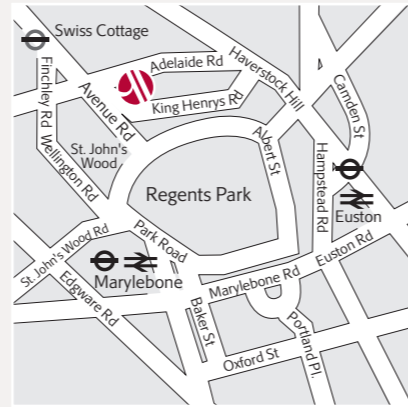 Swiss Cottage
Adelaide Rd
Haverstock Hill
Finchley Rd
Avenue Rd
King Henrys Rd
Camden St
Wellington Rd
St. John's
Wood
Albert St
Hampstead Rd
Regents Park
Euston
St. John's Wood Rd
Park Road
Euston Rd
Marylebone
Marylebone Rd
Edgware Rd
Baker St
Portland Pl.
Oxford St